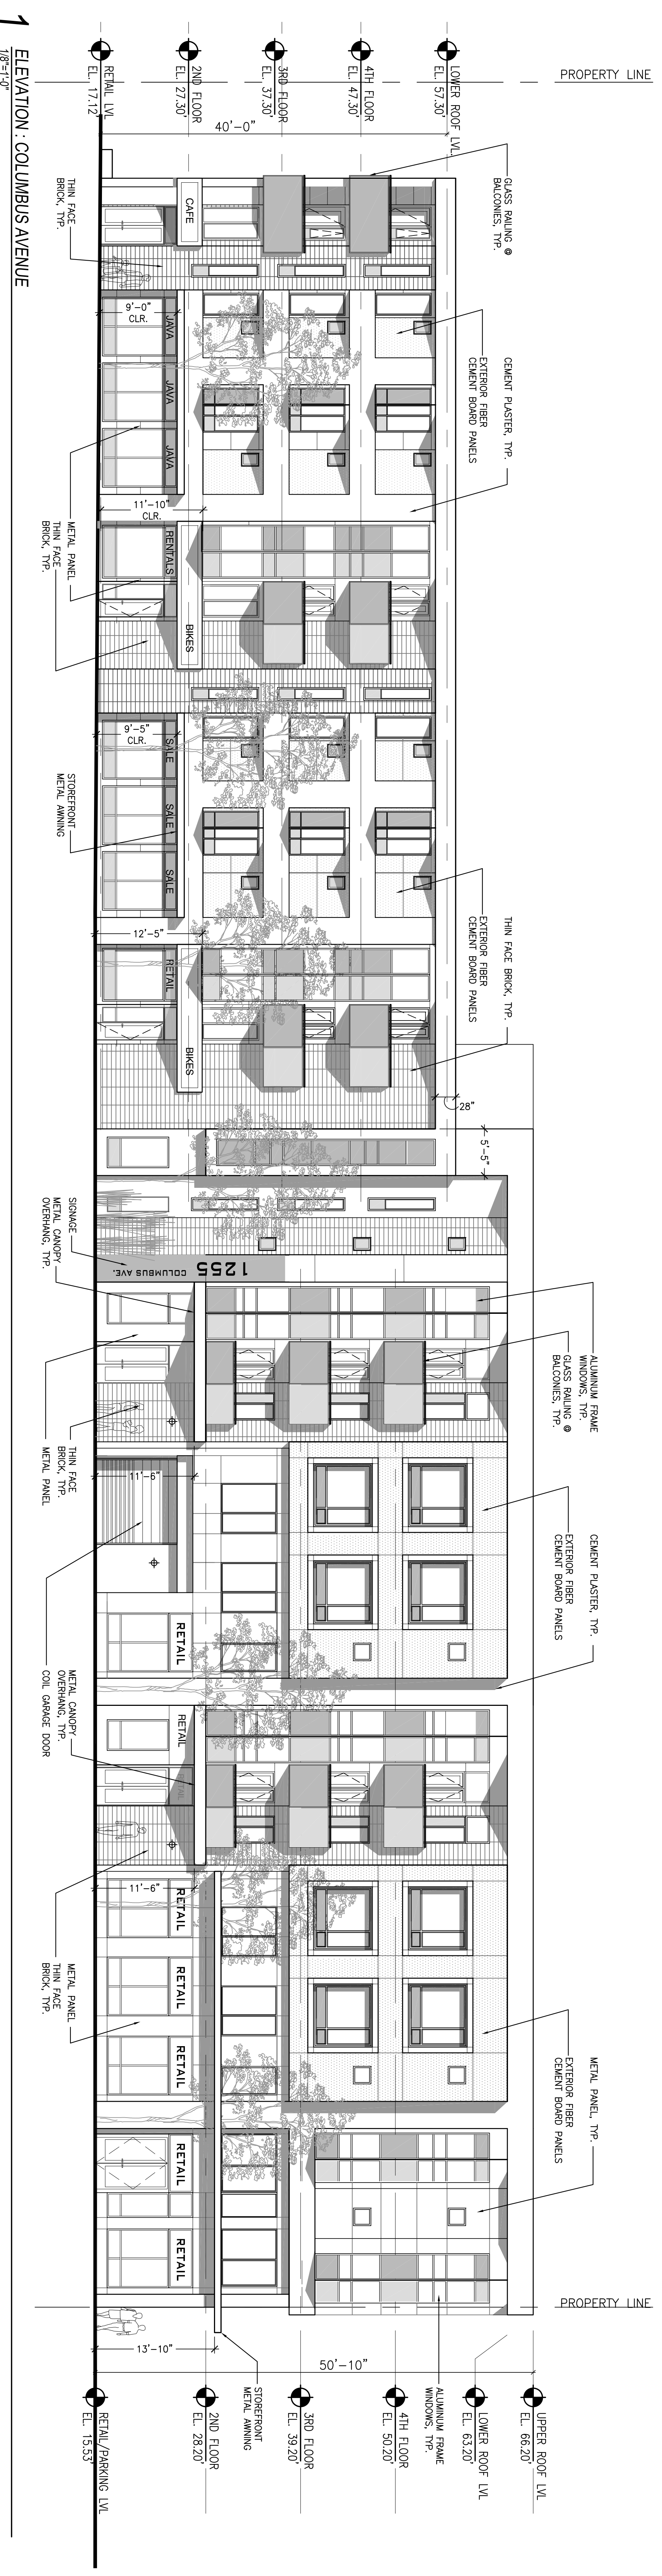 PROPERTY LINE
LOWER ROOF LVL.
EL. 57.30'
4TH FLOOR
EL. 47.30'
3RD FLOOR
EL. 37.30'
2ND FLOOR
EL. 27.30'
RETAIL LVL
EL. 17.12'
40'-0"
GLASS RAILING @
BALCONIES, TYP.
CEMENT PLASTER, TYP.
EXTERIOR FIBER
CEMENT BOARD PANELS
THIN FACE BRICK, TYP.
EXTERIOR FIBER
CEMENT BOARD PANELS
28"
5'-5"
ALUMINUM FRAME
WINDOWS, TYP.
GLASS RAILING @
BALCONIES, TYP.
CEMENT PLASTER, TYP.
EXTERIOR FIBER
CEMENT BOARD PANELS
METAL PANEL, TYP.
EXTERIOR FIBER
CEMENT BOARD PANELS
PROPERTY LINE
CAFE
JAVA
JAVA
JAVA
9'-0"
CLR.
11'-10"
CLR.
RENTALS
BIKES
9'-5"
CLR.
SALE
SALE
SALE
12'-5"
RETAIL
BIKES
1255
COLUMBUS AVE.
11'-6"
RETAIL
RETAIL
RETAIL
11'-6"
RETAIL
RETAIL
RETAIL
RETAIL
RETAIL
13'-10"
50'-10"
UPPER ROOF LVL
EL. 66.20'
LOWER ROOF LVL
EL. 63.20'
ALUMINUM FRAME
WINDOWS, TYP.
4TH FLOOR
EL. 50.20'
3RD FLOOR
EL. 39.20'
STOREFRONT
METAL AWNING
2ND FLOOR
EL. 28.20'
RETAIL/PARKING LVL
EL. 15.53'
THIN FACE
BRICK, TYP.
METAL PANEL
THIN FACE
BRICK, TYP.
STOREFRONT
METAL AWNING
SIGNAGE
METAL CANOPY
OVERHANG, TYP.
THIN FACE
BRICK, TYP.
METAL PANEL
METAL CANOPY
OVERHANG, TYP.
COIL GARAGE DOOR
METAL PANEL
THIN FACE
BRICK, TYP.
1
ELEVATION : COLUMBUS AVENUE
1/8"=1'-0"